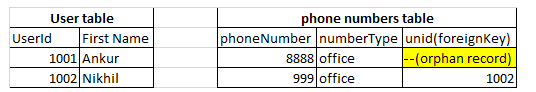 User table phone numbers table
UserId First Name phoneNumber numberType unid(foreignKey)
1001 Ankur 8888 office --(orphan record)
1002 Nikhil 999 office 1002